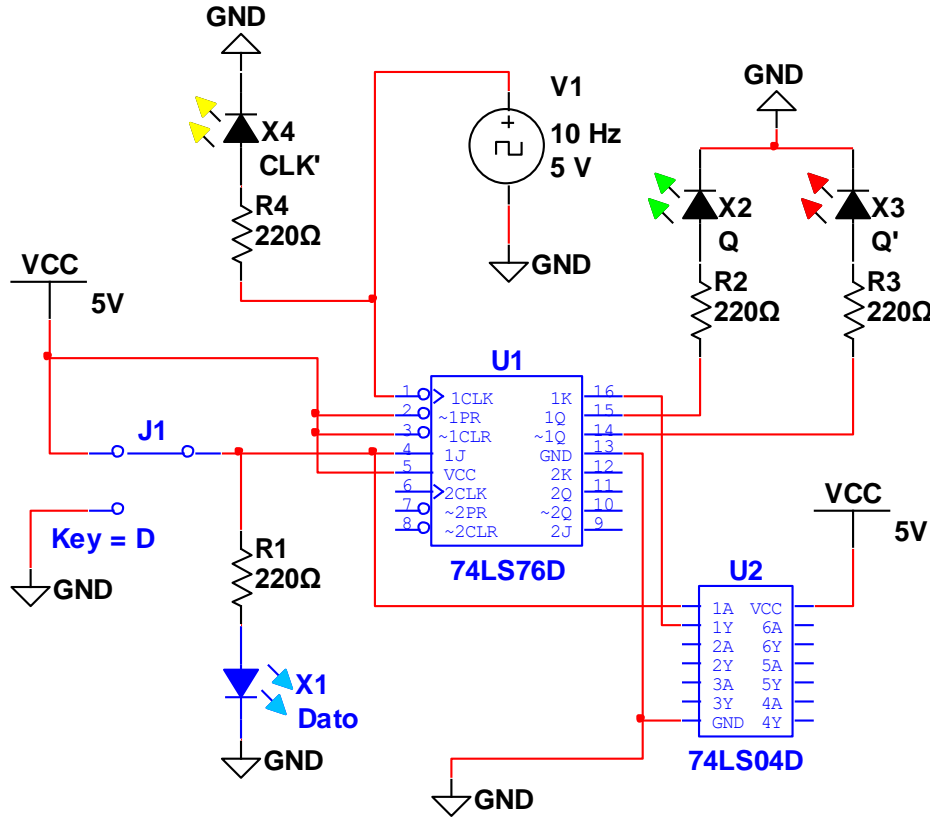 GND
X4
CLK'
R4
220Ω
V1
10 Hz
5 V
GND
GND
X2
Q
X3
Q'
R2
220Ω
R3
220Ω
VCC
5V
J1
Key = D
GND
R1
220Ω
X1
Dato
GND
U1
1 1CLK 1K 16
2 ~1PR 1Q 15
3 ~1CLR ~1Q 14
4 1J GND 13
5 VCC 2K 12
6 2CLK 2Q 11
7 ~2PR ~2Q 10
8 ~2CLR 2J 9
74LS76D
VCC
5V
U2
1A VCC
1Y 6A
2A 6Y
2Y 5A
3A 5Y
3Y 4A
GND 4Y
74LS04D
GND